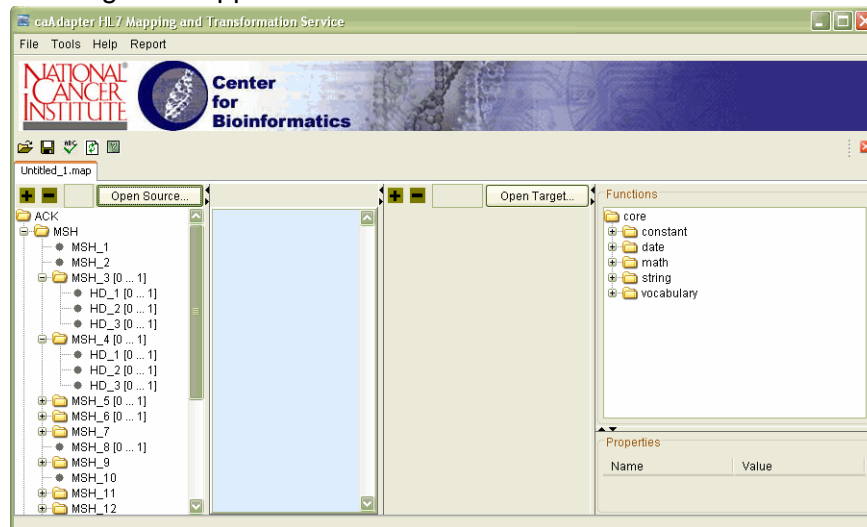 caAdapter HL7 Mapping and Transformation Service
File Tools Help Report
NATIONAL
CANCER
INSTITUTE
Center
for
Bioinformatics
Untitled_1.map
Open Source...
Open Target...
Functions
ACK
MSH
MSH_1
MSH_2
MSH_3 [0 ... 1]
HD_1 [0 ... 1]
HD_2 [0 ... 1]
HD_3 [0 ... 1]
MSH_4 [0 ... 1]
HD_1 [0 ... 1]
HD_2 [0 ... 1]
HD_3 [0 ... 1]
MSH_5 [0 ... 1]
MSH_6 [0 ... 1]
MSH_7
MSH_8 [0 ... 1]
MSH_9
MSH_10
MSH_11
MSH_12
core
constant
date
math
string
vocabulary
Properties
Name Value